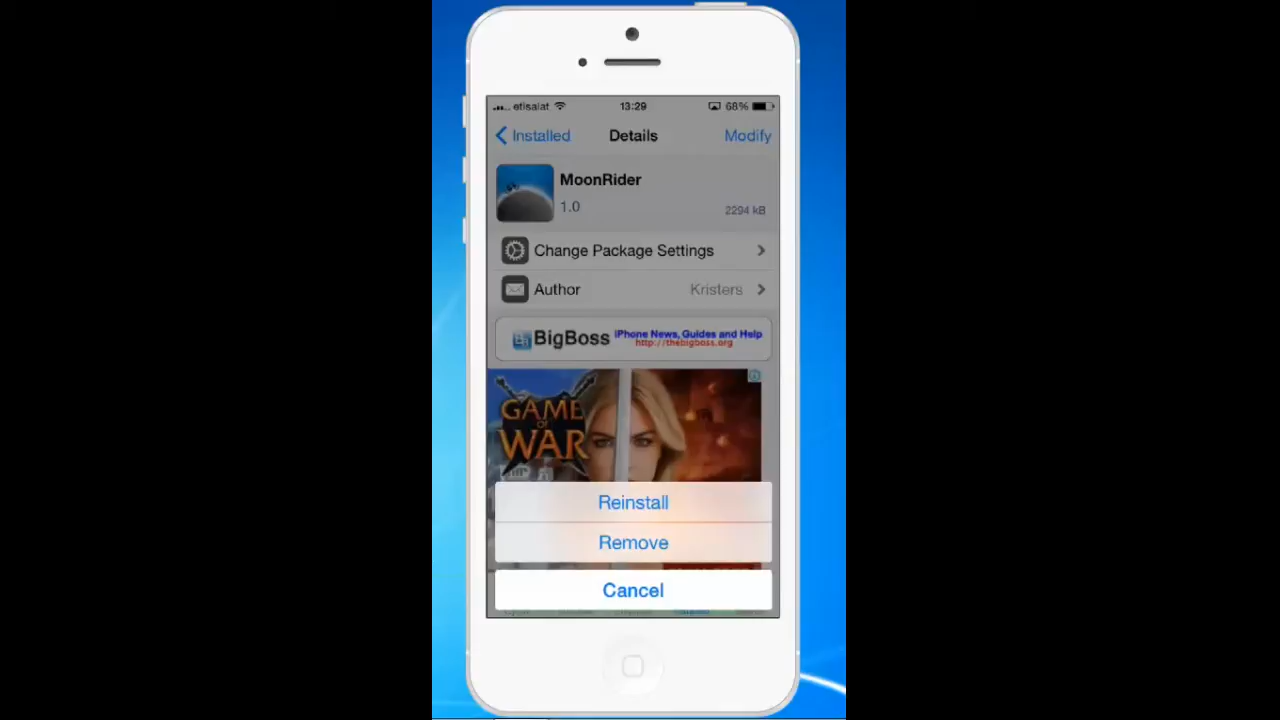 etisalat 13:29 68%
Installed Details Modify
MoonRider
1.0 2294 kB
Change Package Settings
Author Kristers
BigBoss iPhone News, Guides and Help
http://thebigboss.org
GAME
OF
WAR
Reinstall
Remove
Cancel